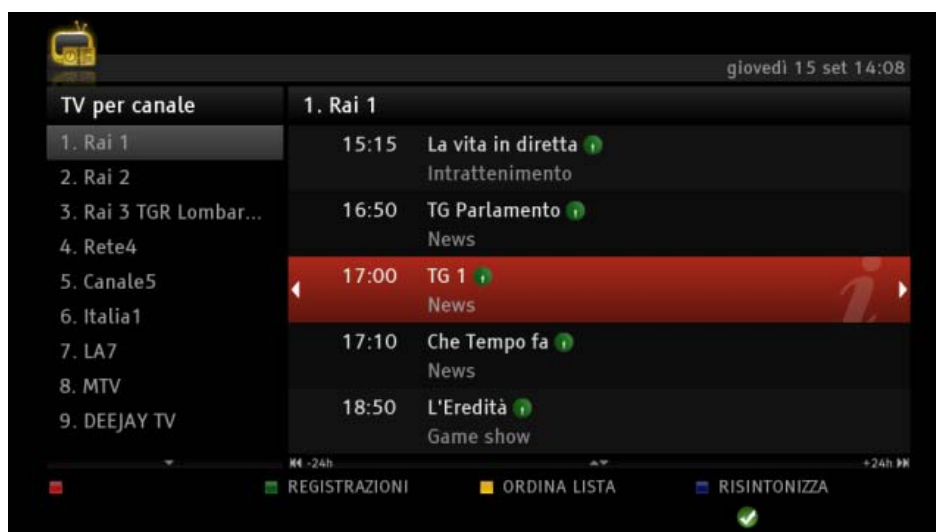 giovedì 15 set 14:08
TV per canale
1. Rai 1
2. Rai 2
3. Rai 3 TGR Lombar...
4. Rete4
5. Canale5
6. Italia1
7. LA7
8. MTV
9. DEEJAY TV
1. Rai 1
15:15 La vita in diretta
Intrattenimento
16:50 TG Parlamento
News
17:00 TG 1
News
17:10 Che Tempo fa
News
18:50 L'Eredità
Game show
-24h +24h
REGISTRAZIONI ORDINA LISTA RISINTONIZZA